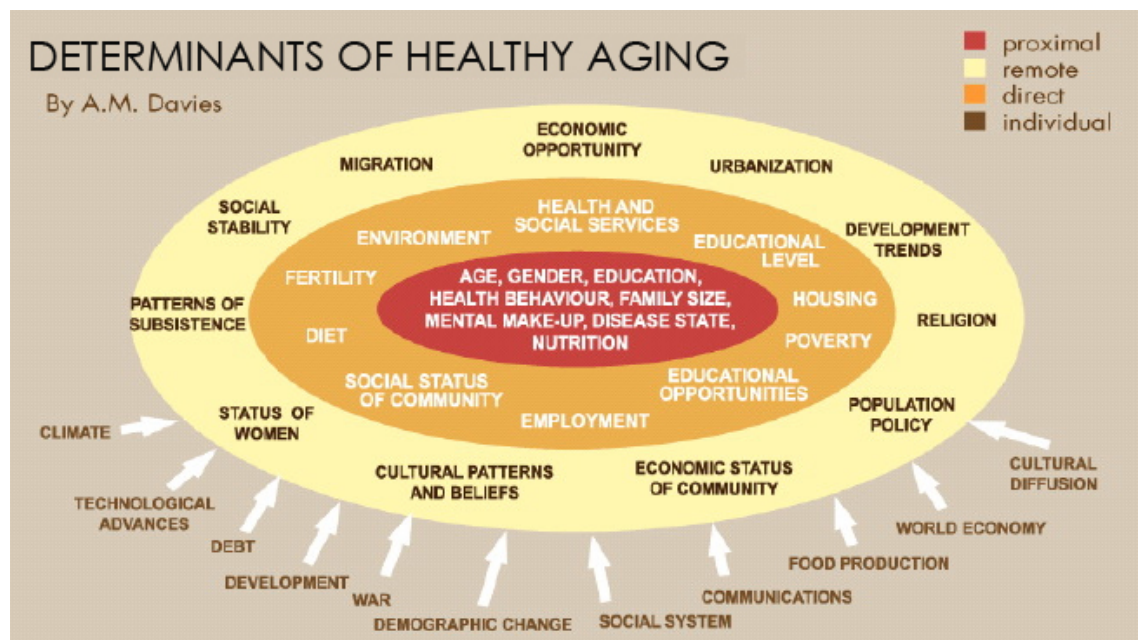 DETERMINANTS OF HEALTHY AGING
By A.M. Davies
proximal
remote
direct
individual
ECONOMIC
OPPORTUNITY
MIGRATION
URBANIZATION
SOCIAL
STABILITY
DEVELOPMENT
TRENDS
PATTERNS OF
SUBSISTENCE
RELIGION
STATUS OF
WOMEN
POPULATION
POLICY
CULTURAL PATTERNS
AND BELIEFS
ECONOMIC STATUS
OF COMMUNITY
HEALTH AND
SOCIAL SERVICES
ENVIRONMENT
EDUCATIONAL
LEVEL
FERTILITY
HOUSING
DIET
POVERTY
SOCIAL STATUS
OF COMMUNITY
EDUCATIONAL
OPPORTUNITIES
EMPLOYMENT
AGE, GENDER, EDUCATION,
HEALTH BEHAVIOUR, FAMILY SIZE,
MENTAL MAKE-UP, DISEASE STATE,
NUTRITION
CLIMATE
TECHNOLOGICAL
ADVANCES
DEBT
DEVELOPMENT
WAR
DEMOGRAPHIC CHANGE
SOCIAL SYSTEM
COMMUNICATIONS
FOOD PRODUCTION
WORLD ECONOMY
CULTURAL
DIFFUSION